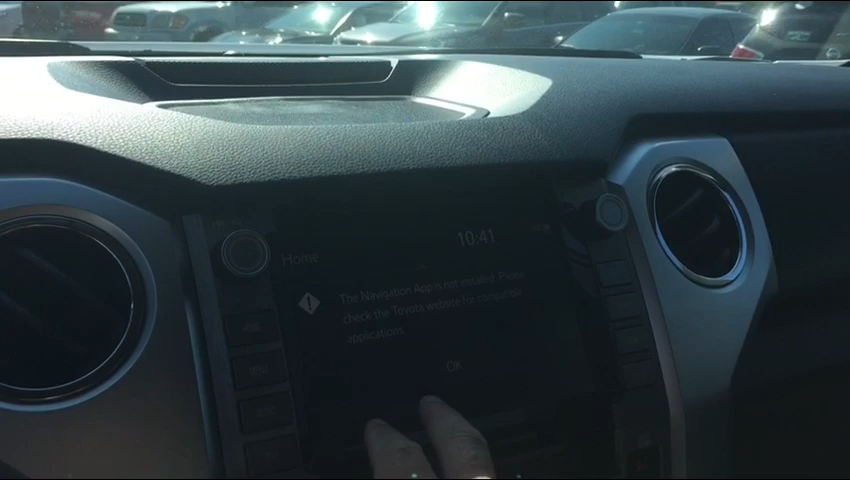 10:41
Home
The Navigation App is not installed. Please
check the Toyota website for compatible
applications.
OK